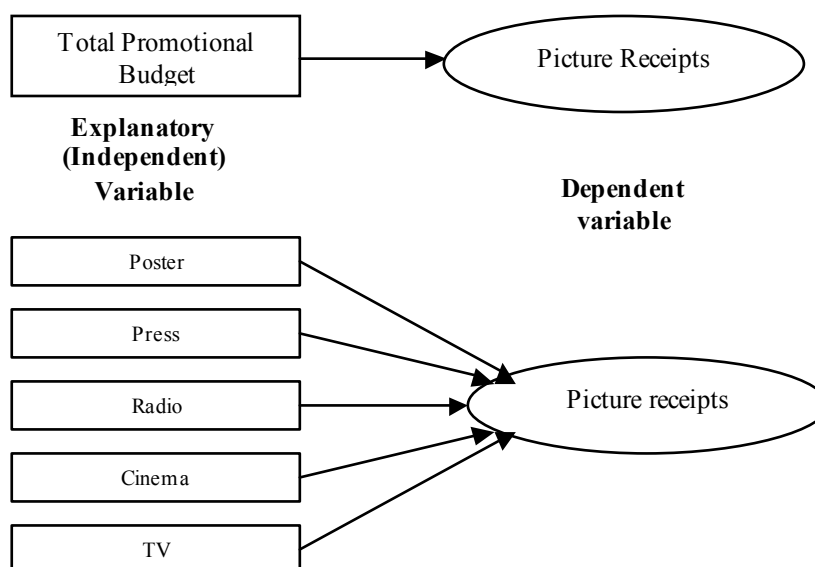 Total Promotional
Budget
Picture Receipts
Explanatory
(Independent)
Variable
Dependent
variable
Poster
Press
Radio
Cinema
TV
Picture receipts